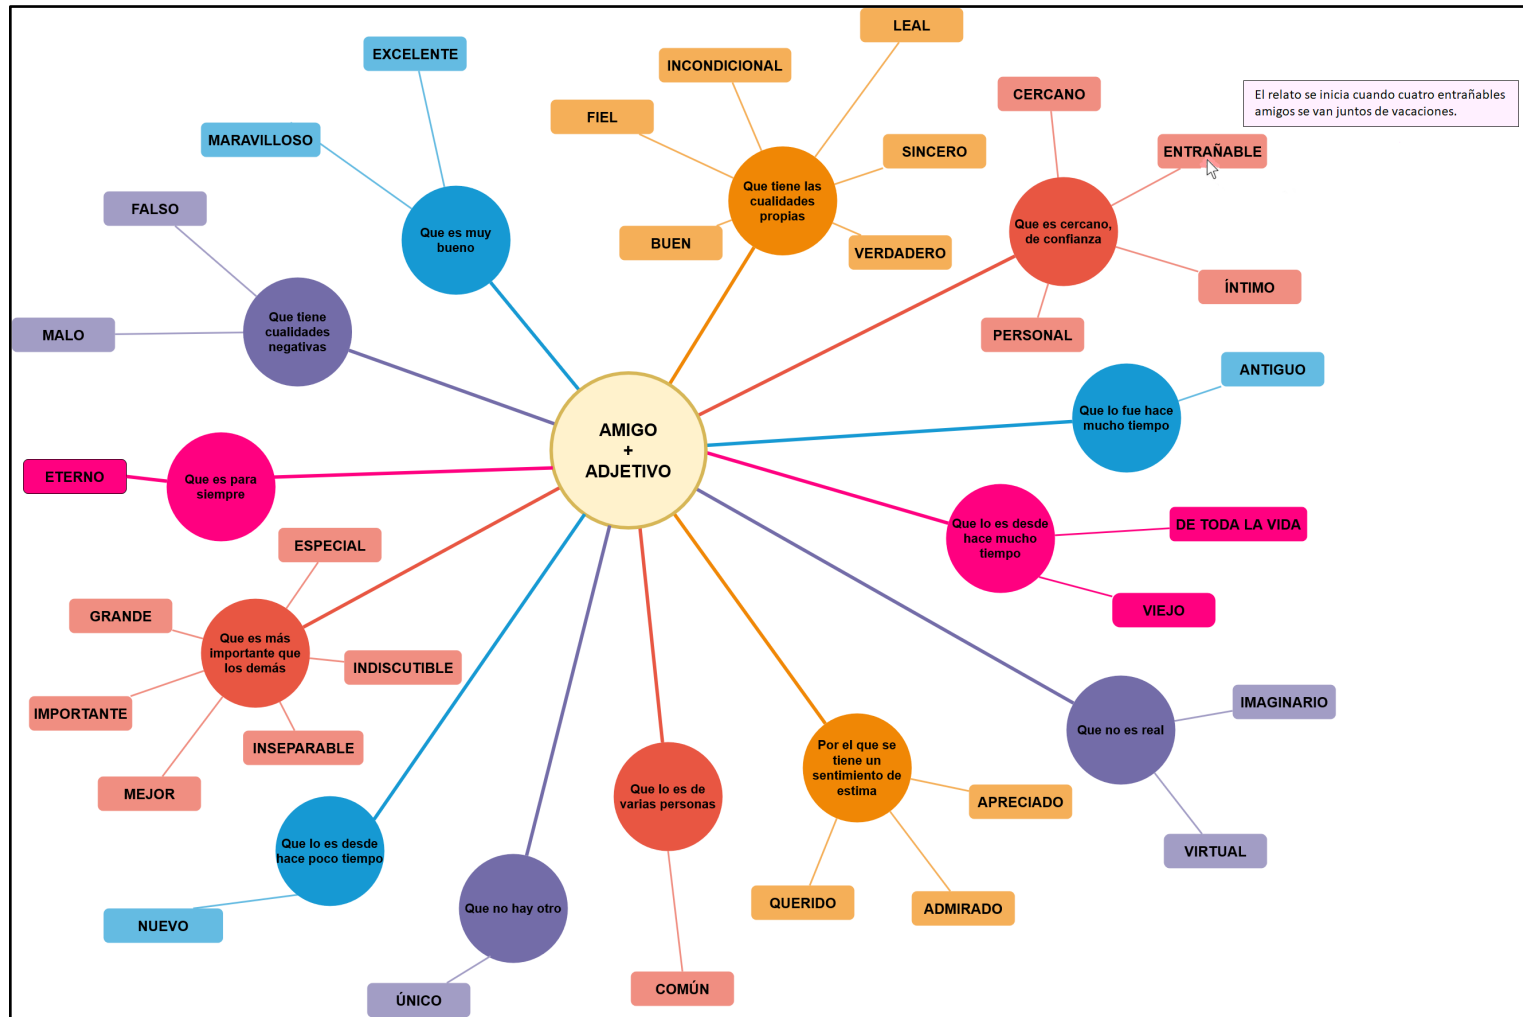 AMIGO
+
ADJETIVO
Que es muy
bueno
EXCELENTE
MARAVILLOSO
Que tiene las
cualidades
propias
LEAL
INCONDICIONAL
FIEL
SINCERO
BUEN
VERDADERO
Que es cercano,
de confianza
CERCANO
ENTRAÑABLE
ÍNTIMO
PERSONAL
El relato se inicia cuando cuatro entrañables
amigos se van juntos de vacaciones.
Que lo fue hace
mucho tiempo
ANTIGUO
Que lo es desde
hace mucho
tiempo
DE TODA LA VIDA
VIEJO
Que no es real
IMAGINARIO
VIRTUAL
Por el que se
tiene un
sentimiento de
estima
APRECIADO
ADMIRADO
QUERIDO
Que lo es de
varias personas
COMÚN
Que no hay otro
ÚNICO
Que lo es desde
hace poco tiempo
NUEVO
Que es más
importante que
los demás
ESPECIAL
GRANDE
INDISCUTIBLE
IMPORTANTE
INSEPARABLE
MEJOR
Que es para
siempre
ETERNO
Que tiene
cualidades
negativas
FALSO
MALO